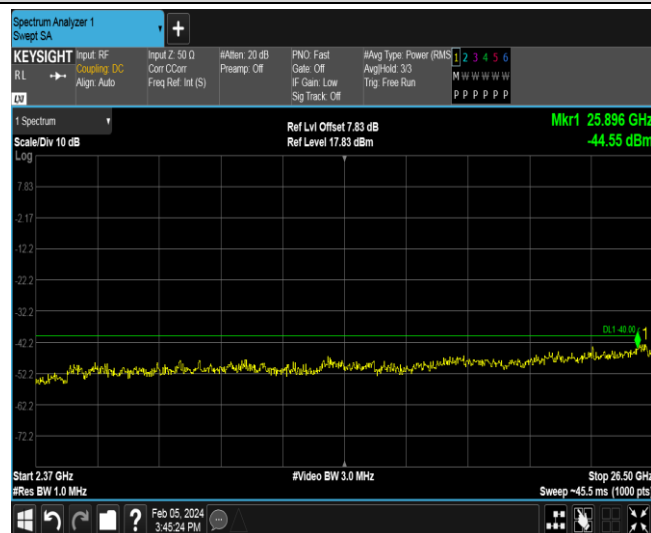 Spectrum Analyzer 1
Swept SA
+
KEYSIGHT Input: RF Input Z: 50 Ω #Atten: 20 dB PNO: Fast #Avg Type: Power (RMS 1 2 3 4 5 6
RL Coupling: DC Corr CCorr Preamp: Off Gate: Off Avg|Hold: 3/3 M W W W W W
Align: Auto Freq Ref: Int (S) IF Gain: Low Trig: Free Run
Sig Track: Off P P P P P P
1 Spectrum Ref Lvl Offset 7.83 dB Mkr1 25.896 GHz
Scale/Div 10 dB Ref Level 17.83 dBm -44.55 dBm
Log
7.83
-2.17
-12.2
-22.2
-32.2
DL1 -40.00 1
-42.2
-52.2
-62.2
-72.2
Start 2.37 GHz #Video BW 3.0 MHz Stop 26.50 GHz
#Res BW 1.0 MHz Sweep ~45.5 ms (1000 pts)
? Feb 05, 2024
3:45:24 PM